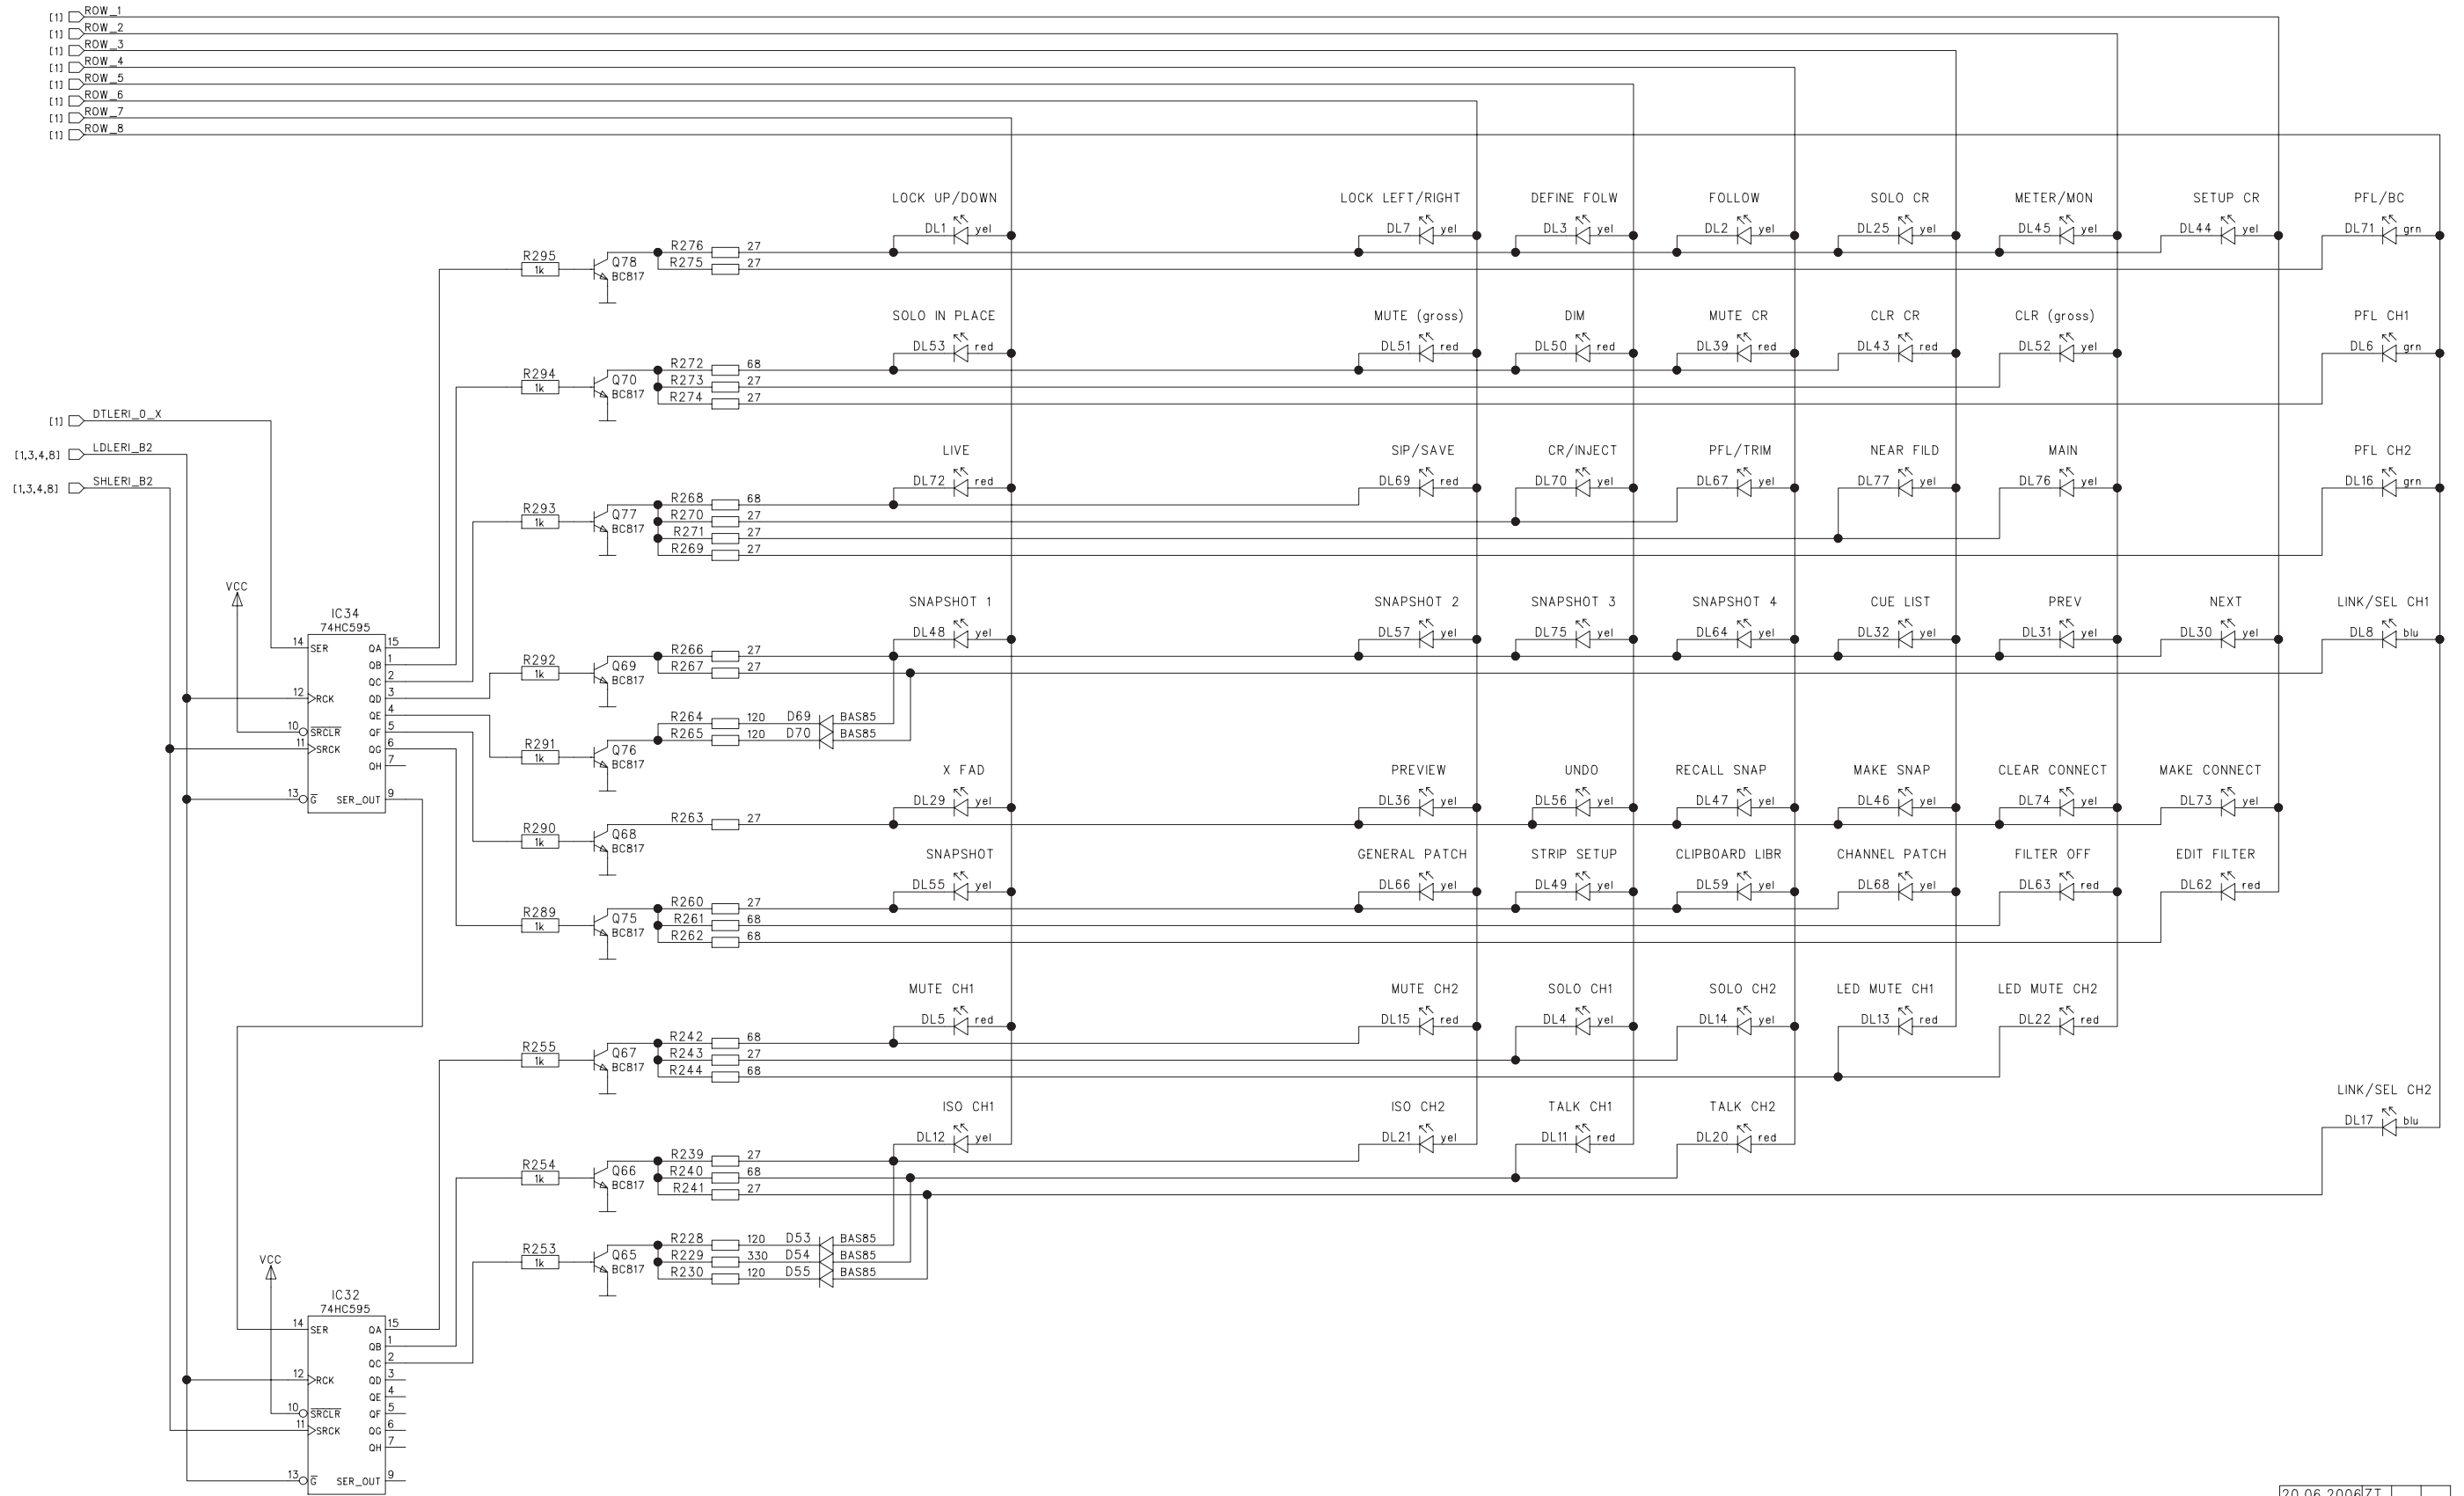 [1] ROW_1
[1] ROW_2
[1] ROW_3
[1] ROW_4
[1] ROW_5
[1] ROW_6
[1] ROW_7
[1] ROW_8
LOCK UP/DOWN LOCK LEFT/RIGHT DEFINE FOLW FOLLOW SOLO CR METER/MON SETUP CR PFL/BC
DL1 yel DL7 yel DL3 yel DL2 yel DL25 yel DL45 yel DL44 yel DL71 grn
R276 27
R295 1k Q78 BC817
R275 27
SOLO IN PLACE MUTE (gross) DIM MUTE CR CLR CR CLR (gross) PFL CH1
DL53 red DL51 red DL50 red DL39 red DL43 red DL52 yel DL6 grn
R272 68
R294 1k Q70 BC817
R273 27
R274 27
[1] DTLERI_O_X
[1,3,4,8] LDLERI_B2
[1,3,4,8] SHLERI_B2
LIVE SIP/SAVE CR/INJECT PFL/TRIM NEAR FILD MAIN PFL CH2
DL72 red DL69 red DL70 yel DL67 yel DL77 yel DL76 yel DL16 grn
R268 68
R293 1k Q77 BC817
R270 27
R271 27
R269 27
VCC
SNAPSHOT 1 SNAPSHOT 2 SNAPSHOT 3 SNAPSHOT 4 CUE LIST PREV NEXT LINK/SEL CH1
DL48 yel DL57 yel DL75 yel DL64 yel DL32 yel DL31 yel DL30 yel DL8 blu
IC34
74HC595
14 SER QA 15
QB 1
QC 2
12 RCK QD 3
QE 4
10 SRCLR QF 5
11 SRCK QG 6
QH 7
13 G SER_OUT 9
R266 27
R292 1k Q69 BC817
R267 27
R264 120 D69 BAS85
R265 120 D70 BAS85
R291 1k Q76 BC817
X FAD PREVIEW UNDO RECALL SNAP MAKE SNAP CLEAR CONNECT MAKE CONNECT
DL29 yel DL36 yel DL56 yel DL47 yel DL46 yel DL74 yel DL73 yel
R263 27
R290 1k Q68 BC817
SNAPSHOT GENERAL PATCH STRIP SETUP CLIPBOARD LIBR CHANNEL PATCH FILTER OFF EDIT FILTER
DL55 yel DL66 yel DL49 yel DL59 yel DL68 yel DL63 red DL62 red
R260 27
R289 1k Q75 BC817
R261 68
R262 68
MUTE CH1 MUTE CH2 SOLO CH1 SOLO CH2 LED MUTE CH1 LED MUTE CH2
DL5 red DL15 red DL4 yel DL14 yel DL13 red DL22 red
R242 68
R255 1k Q67 BC817
R243 27
R244 68
LINK/SEL CH2
DL17 blu
ISO CH1 ISO CH2 TALK CH1 TALK CH2
DL12 yel DL21 yel DL11 red DL20 red
R239 27
R254 1k Q66 BC817
R240 68
R241 27
R228 120 D53 BAS85
R253 1k Q65 BC817
R229 330 D54 BAS85
R230 120 D55 BAS85
VCC
IC32
74HC595
14 SER QA 15
QB 1
QC 2
12 RCK QD 3
QE 4
10 SRCLR QF 5
11 SRCK QG 6
QH 7
13 G SER_OUT 9
20.06.2006 ZT